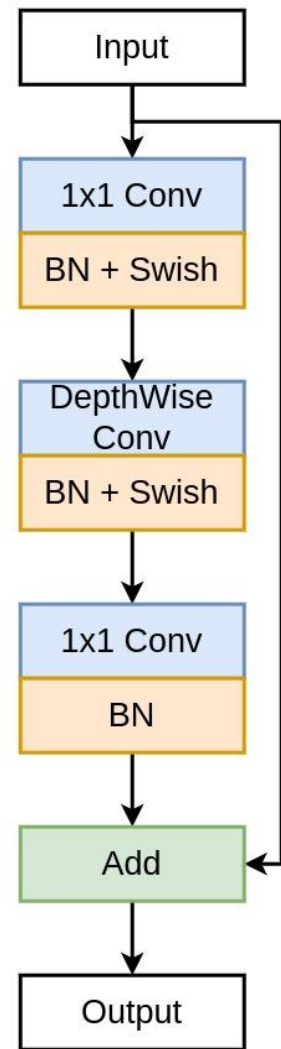 Input
1x1 Conv
BN + Swish
DepthWise
Conv
BN + Swish
1x1 Conv
BN
Add
Output